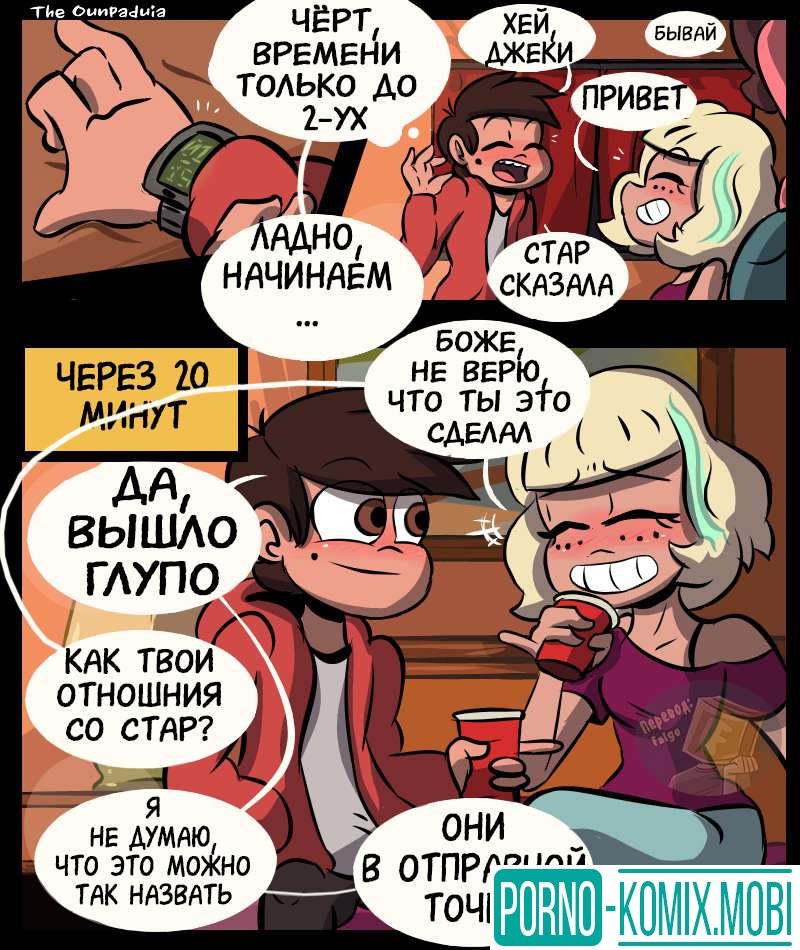 The Ounpaduia
ЧЁРТ,
ВРЕМЕНИ
ТОЛЬКО ДО
2-УХ
ЛАДНО,
НАЧИНАЕМ
...
ХЕЙ,
ДЖЕКИ
БЫВАЙ
ПРИВЕТ
СТАР
СКАЗАЛА
ЧЕРЕЗ 20
МИНУТ
БОЖЕ,
НЕ ВЕРЮ,
ЧТО ТЫ ЭТО
СДЕЛАЛ
ДА,
ВЫШЛО
ГЛУПО
КАК ТВОИ
ОТНОШНИЯ
СО СТАР?
Я
НЕ ДУМАЮ,
ЧТО ЭТО МОЖНО
ТАК НАЗВАТЬ
ОНИ
В ОТПРАВНОЙ
Перевод:
Falgo
PORNO-KOMIX.MOBI